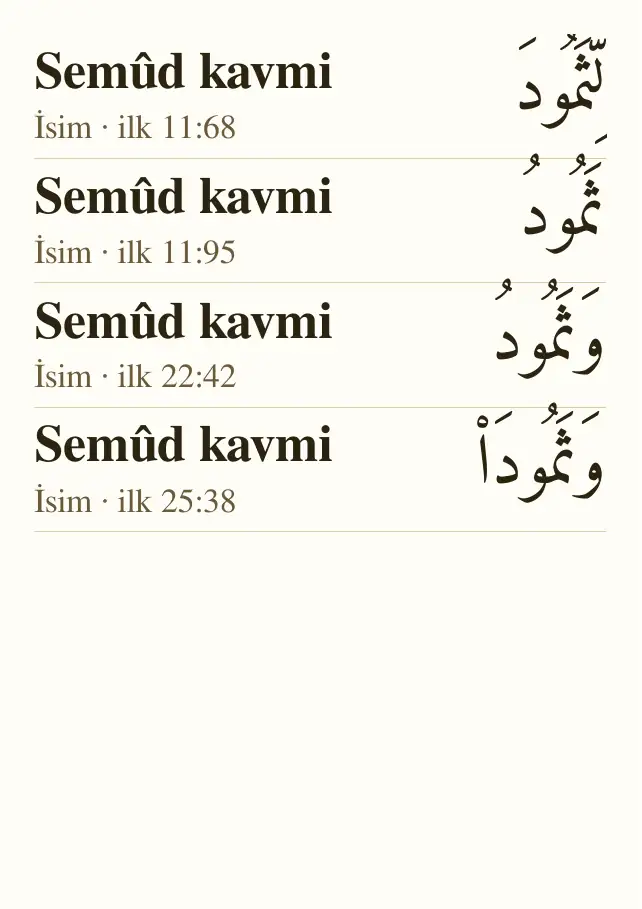 Semûd kavmi لِّثَمُودَ
İsim · ilk 11:68
Semûd kavmi ثَمُودُ
İsim · ilk 11:95
Semûd kavmi وَثَمُودُ
İsim · ilk 22:42
Semûd kavmi وَثَمُودَاْ
İsim · ilk 25:38